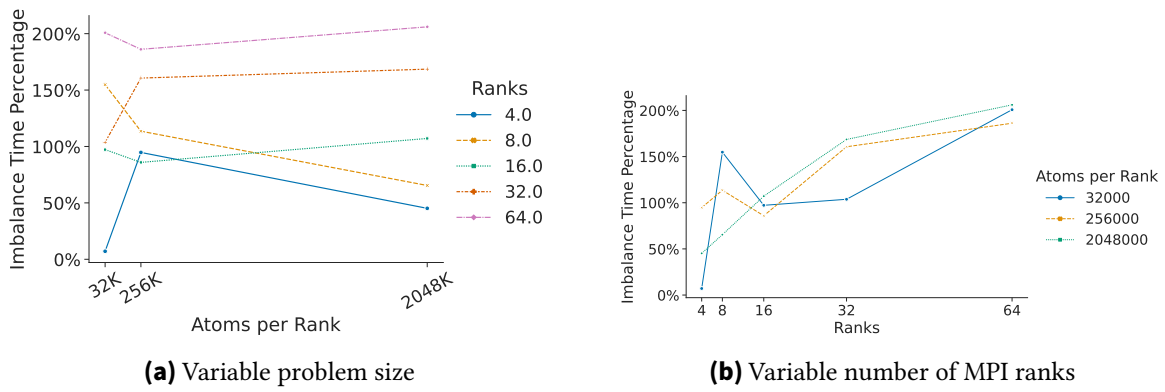 Imbalance Time Percentage
200%
150%
100%
50%
0%
32K
256K
2048K
Atoms per Rank
Ranks
4.0
8.0
16.0
32.0
64.0
(a) Variable problem size
Imbalance Time Percentage
200%
150%
100%
50%
0%
4 8 16 32 64
Ranks
Atoms per Rank
32000
256000
2048000
(b) Variable number of MPI ranks